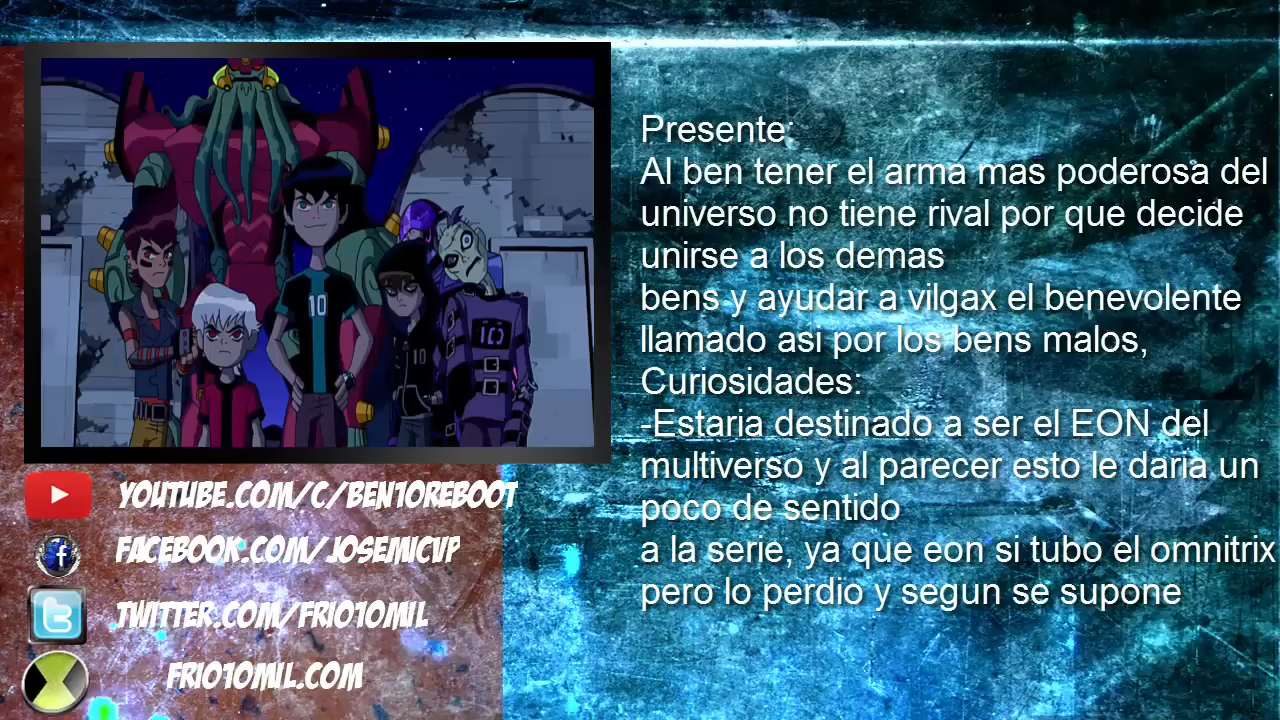 Presente:
Al ben tener el arma mas poderosa del
universo no tiene rival por que decide
unirse a los demas
bens y ayudar a vilgax el benevolente
llamado asi por los bens malos,
Curiosidades:
-Estaria destinado a ser el EON del
multiverso y al parecer esto le daria un
poco de sentido
a la serie, ya que eon si tubo el omnitrix
pero lo perdio y segun se supone
10
10
10
YOUTUBE.COM/C/BEN10REBOOT
FACEBOOK.COM/JOSEMICVP
TWITTER.COM/FRIO10MIL
FRIO10MIL.COM